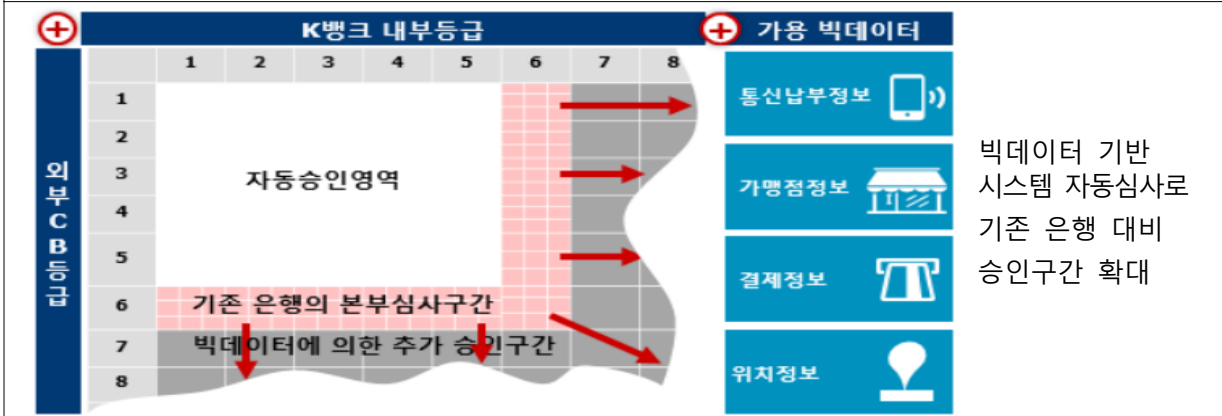 K뱅크 내부등급
가용 빅데이터
1 2 3 4 5 6 7 8
외부CB등급
1
2
3
4
5
6
7
8
자동승인영역
기존 은행의 본부심사구간
빅데이터에 의한 추가 승인구간
통신납부정보
가맹점정보
결제정보
위치정보
빅데이터 기반
시스템 자동심사로
기존 은행 대비
승인구간 확대